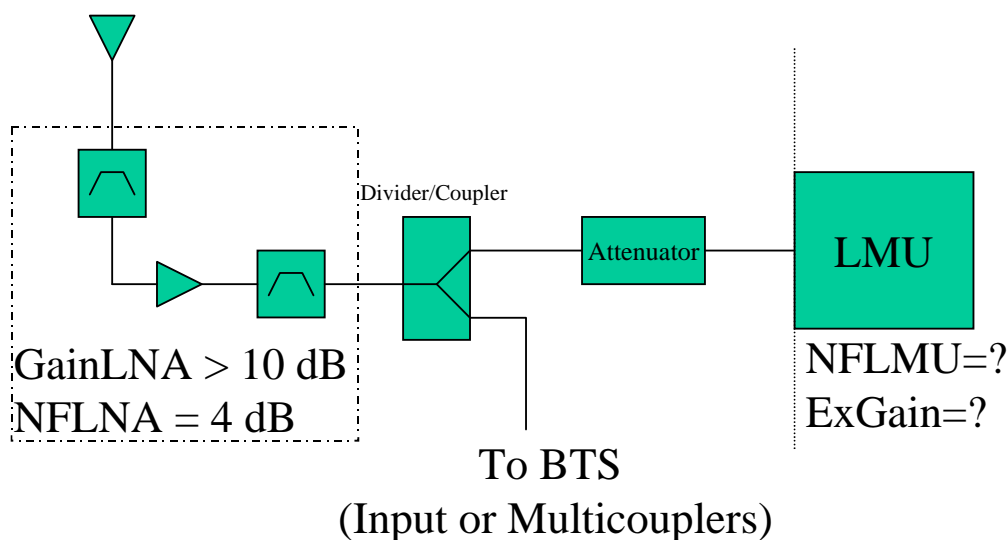 Divider/Coupler
Attenuator
LMU
GainLNA > 10 dB
NFLNA = 4 dB
NFLMU=?
ExGain=?
To BTS
(Input or Multicouplers)